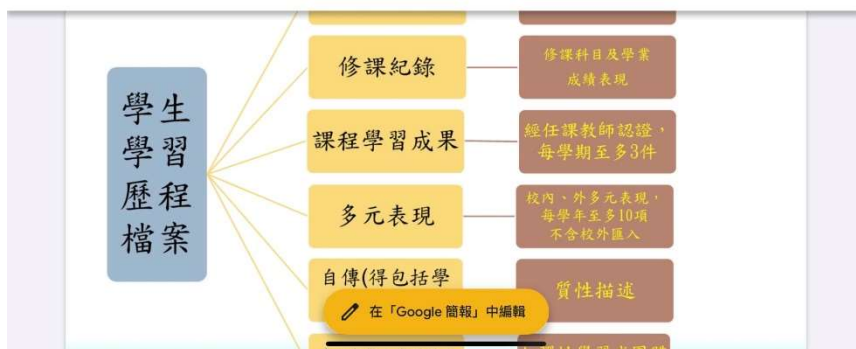 學生
學習
歷程
檔案
修課紀錄
修課科目及學業
成績表現
課程學習成果
經任課教師認證，
每學期至多3件
多元表現
校內、外多元表現，
每學年至多10項
不含校外匯入
自傳(得包括學
質性描述
在「Google 簡報」中編輯